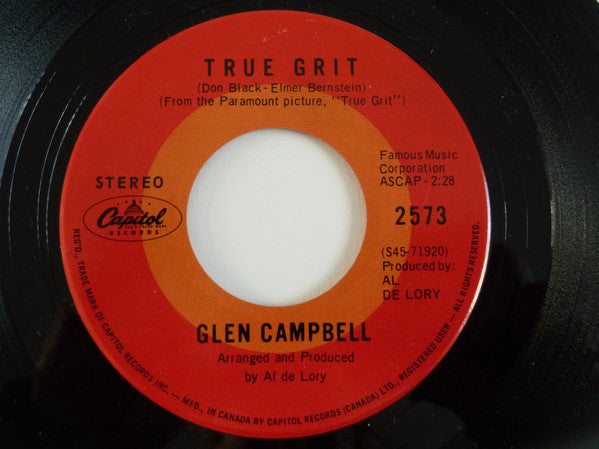 TRUE GRIT
(Don Black-Elmer Bernstein)
(From the Paramount picture, "True Grit")
Famous Music
Corporation
ASCAP - 2:28
STEREO
Capitol
RECORDS
2573
(S45-71920)
Produced by:
AL
DE LORY
GLEN CAMPBELL
Arranged and Produced
by Al de Lory
REG'D., TRADE MARK OF CAPITOL RECORDS INC. — MFD., IN CANADA BY CAPITOL RECORDS (CANADA) LTD., REGISTERED USER — ALL RIGHTS RESERVED.